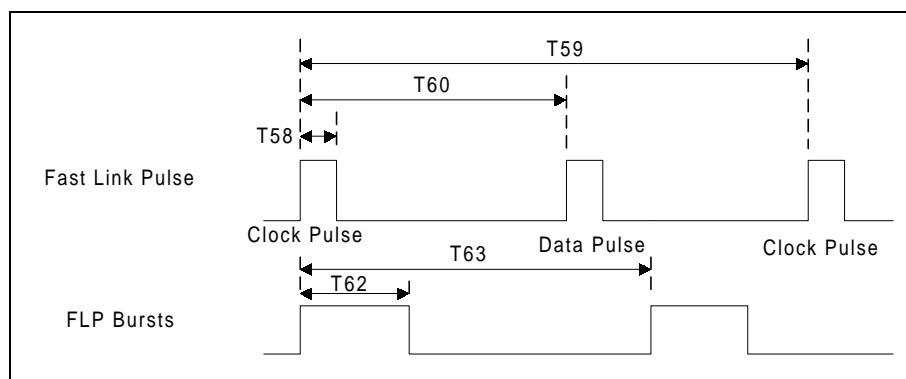 T59
T60
T58
Fast Link Pulse
Clock Pulse
Data Pulse
Clock Pulse
T63
T62
FLP Bursts